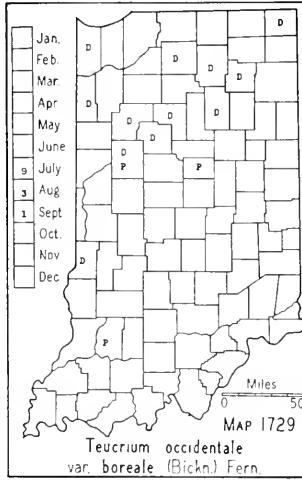 Jan.
Feb.
Mar.
Apr
May
June
9 July
3 Aug
1 Sept
Oct.
Nov
Dec
D
D
D
D
D
D
D
D
D
D
D
P
P
D
P
Miles
0 50
MAP 1729
Teucrium occidentale
var. boreale (Bickn.) Fern.